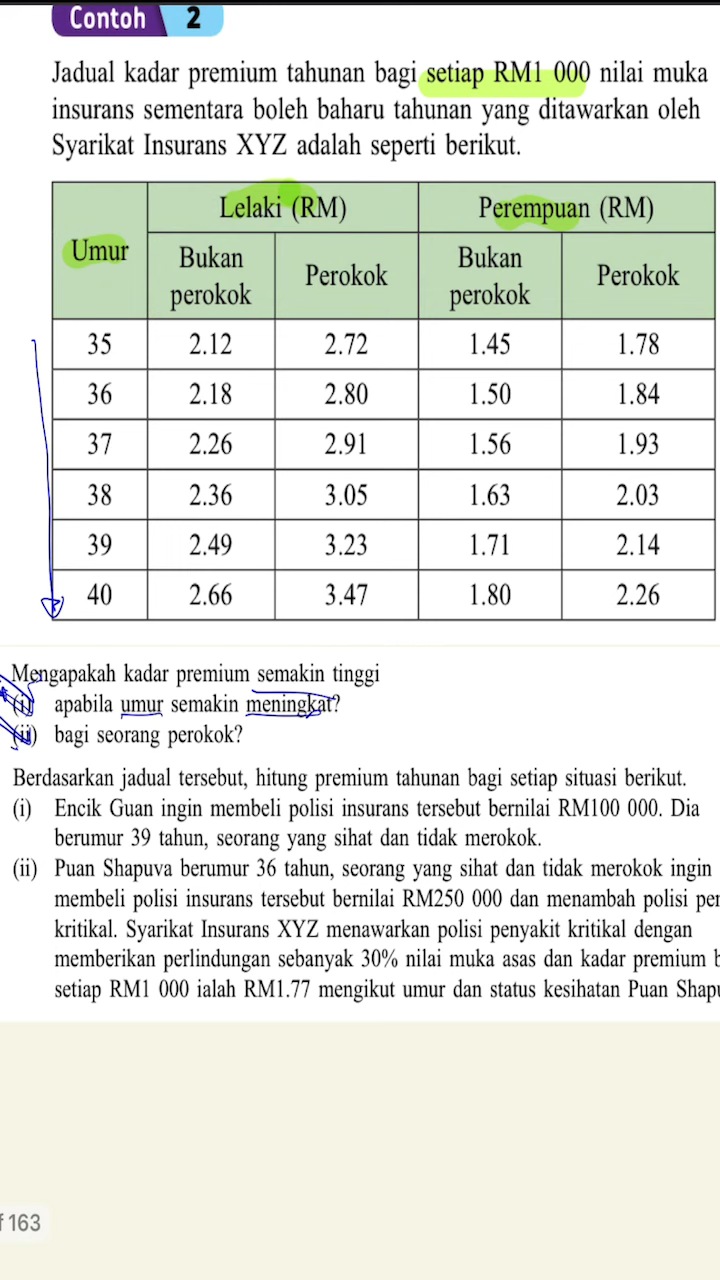 Contoh 2
Jadual kadar premium tahunan bagi setiap RM1 000 nilai muka
insurans sementara boleh baharu tahunan yang ditawarkan oleh
Syarikat Insurans XYZ adalah seperti berikut.
Umur Lelaki (RM) Perempuan (RM)
Bukan perokok Perokok Bukan perokok Perokok
35 2.12 2.72 1.45 1.78
36 2.18 2.80 1.50 1.84
37 2.26 2.91 1.56 1.93
38 2.36 3.05 1.63 2.03
39 2.49 3.23 1.71 2.14
40 2.66 3.47 1.80 2.26
Mengapakah kadar premium semakin tinggi
(i) apabila umur semakin meningkat?
(ii) bagi seorang perokok?
Berdasarkan jadual tersebut, hitung premium tahunan bagi setiap situasi berikut.
(i) Encik Guan ingin membeli polisi insurans tersebut bernilai RM100 000. Dia
berumur 39 tahun, seorang yang sihat dan tidak merokok.
(ii) Puan Shapuva berumur 36 tahun, seorang yang sihat dan tidak merokok ingin
membeli polisi insurans tersebut bernilai RM250 000 dan menambah polisi
kritikal. Syarikat Insurans XYZ menawarkan polisi penyakit kritikal dengan
memberikan perlindungan sebanyak 30% nilai muka asas dan kadar premium
setiap RM1 000 ialah RM1.77 mengikut umur dan status kesihatan Puan
163